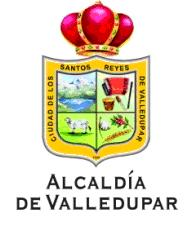 CIUDAD DE LOS
SANTOS REYES
DE VALLEDUPAR
ALCALDÍA
DE VALLEDUPAR